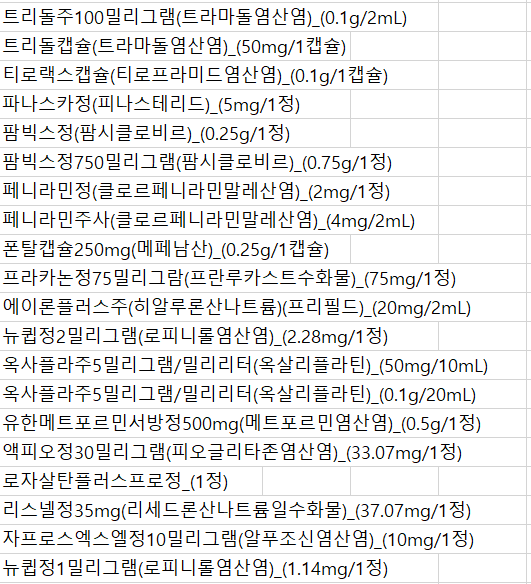 트리돌주100밀리그램(트라마돌염산염)_(0.1g/2mL)
트리돌캡슐(트라마돌염산염)_(50mg/1캡슐)
티로랙스캡슐(티로프라미드염산염)_(0.1g/1캡슐)
파나스카정(피나스테리드)_(5mg/1정)
팜빅스정(팜시클로비르)_(0.25g/1정)
팜빅스정750밀리그램(팜시클로비르)_(0.75g/1정)
페니라민정(클로르페니라민말레산염)_(2mg/1정)
페니라민주사(클로르페니라민말레산염)_(4mg/2mL)
폰탈캡슐250mg(메페남산)_(0.25g/1캡슐)
프라카논정75밀리그람(프란루카스트수화물)_(75mg/1정)
에이론플러스주(히알루론산나트륨)(프리필드)_(20mg/2mL)
뉴큅정2밀리그램(로피니롤염산염)_(2.28mg/1정)
옥사플라주5밀리그램/밀리리터(옥살리플라틴)_(50mg/10mL)
옥사플라주5밀리그램/밀리리터(옥살리플라틴)_(0.1g/20mL)
유한메트포르민서방정500mg(메트포르민염산염)_(0.5g/1정)
액피오정30밀리그램(피오글리타존염산염)_(33.07mg/1정)
로자살탄플러스프로정_(1정)
리스넬정35mg(리세드론산나트륨일수화물)_(37.07mg/1정)
자프로스엑스엘정10밀리그램(알푸조신염산염)_(10mg/1정)
뉴큅정1밀리그램(로피니롤염산염)_(1.14mg/1정)